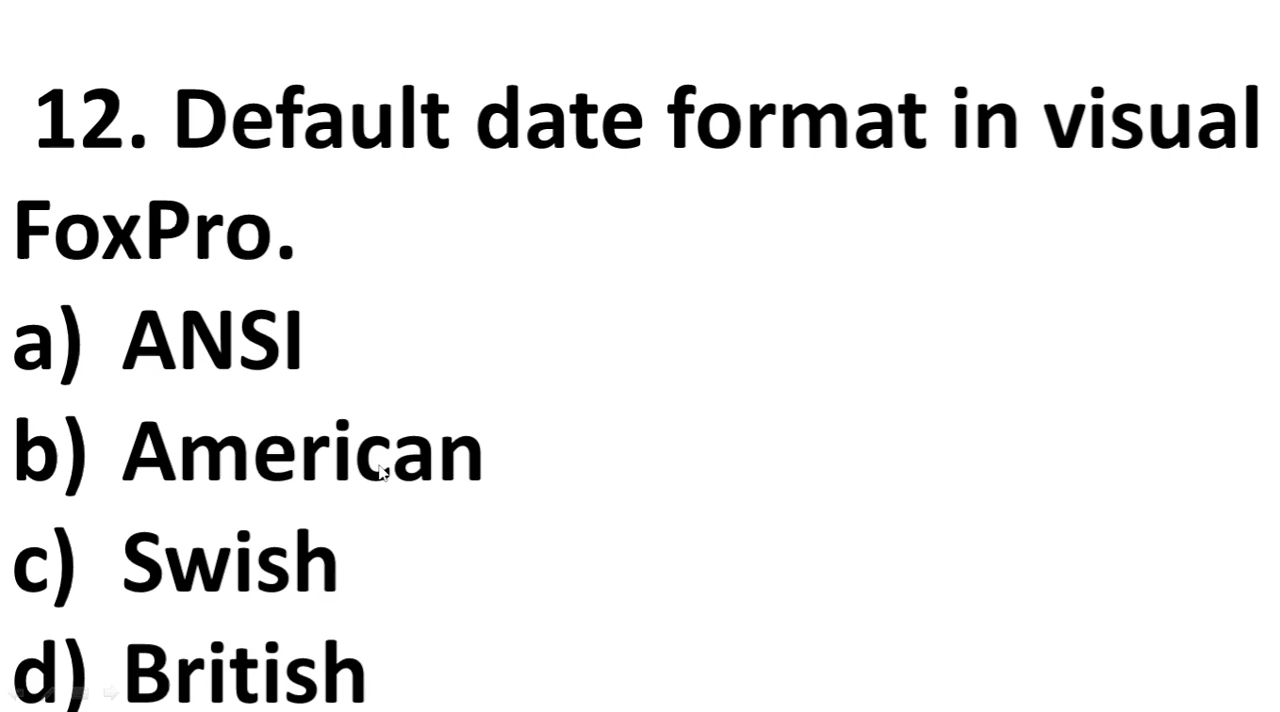 12. Default date format in visual
FoxPro.
a) ANSI
b) American
c) Swish
d) British